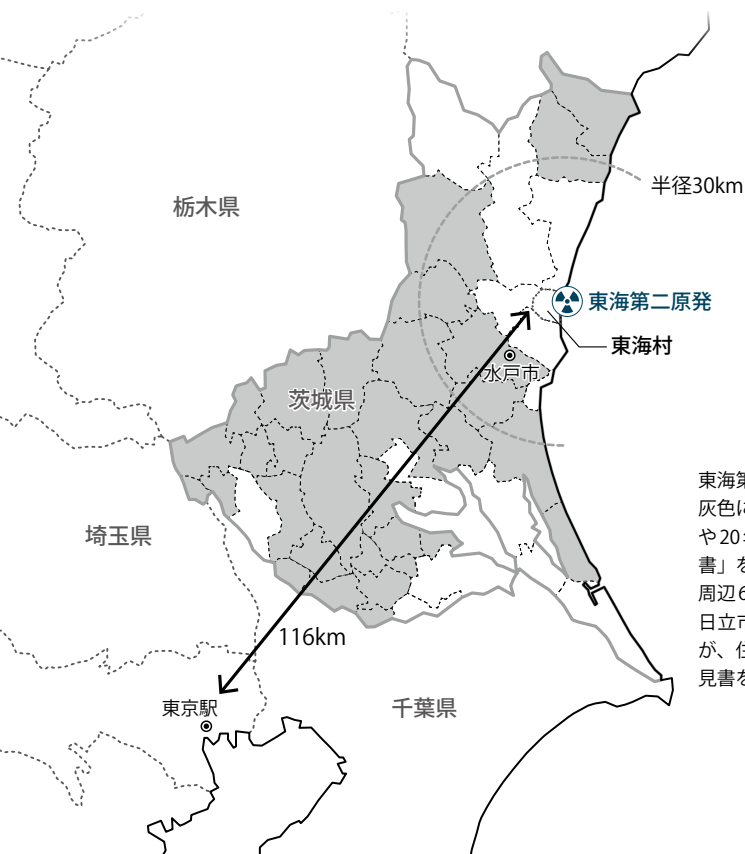 栃木県
半径30km
東海第二原発
東海村
水戸市
茨城県
埼玉県
116km
東京駅
千葉県
東海第
灰色に
や20
書」を
周辺6
日立市
が、住
見書を